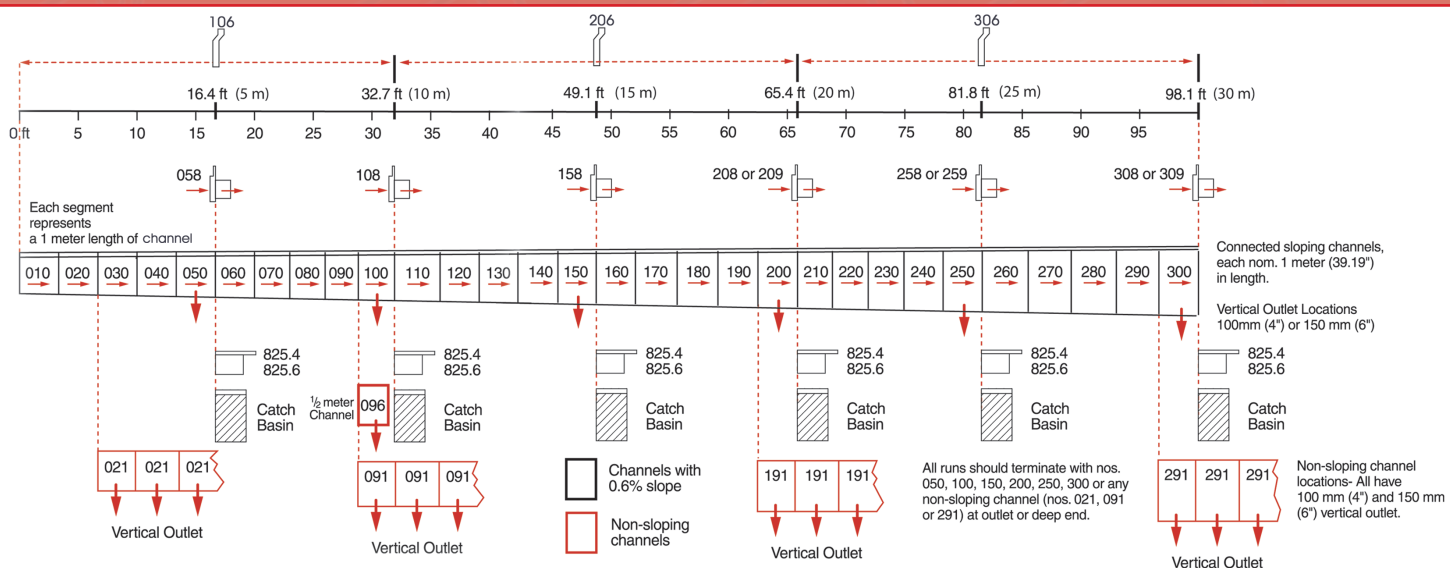 106 206 306
16.4 ft (5 m) 32.7 ft (10 m) 49.1 ft (15 m) 65.4 ft (20 m) 81.8 ft (25 m) 98.1 ft (30 m)
0 ft 5 10 15 20 25 30 35 40 45 50 55 60 65 70 75 80 85 90 95
058 108 158 208 or 209 258 or 259 308 or 309
Each segment
represents
a 1 meter length of channel
010 020 030 040 050 060 070 080 090 100 110 120 130 140 150 160 170 180 190 200 210 220 230 240 250 260 270 280 290 300
Connected sloping channels,
each nom. 1 meter (39.19")
in length.
Vertical Outlet Locations
100mm (4") or 150 mm (6")
825.4 825.4 825.4 825.4 825.4 825.4
825.6 825.6 825.6 825.6 825.6 825.6
½ meter
Channel
096
Catch Catch Catch Catch Catch Catch
Basin Basin Basin Basin Basin Basin
021 021 021
Vertical Outlet
091 091 091
Vertical Outlet
Channels with
0.6% slope
Non-sloping
channels
191 191 191
Vertical Outlet
All runs should terminate with nos.
050, 100, 150, 200, 250, 300 or any
non-sloping channel (nos. 021, 091
or 291) at outlet or deep end.
291 291 291
Vertical Outlet
Non-sloping channel
locations- All have
100 mm (4") and 150 mm
(6") vertical outlet.